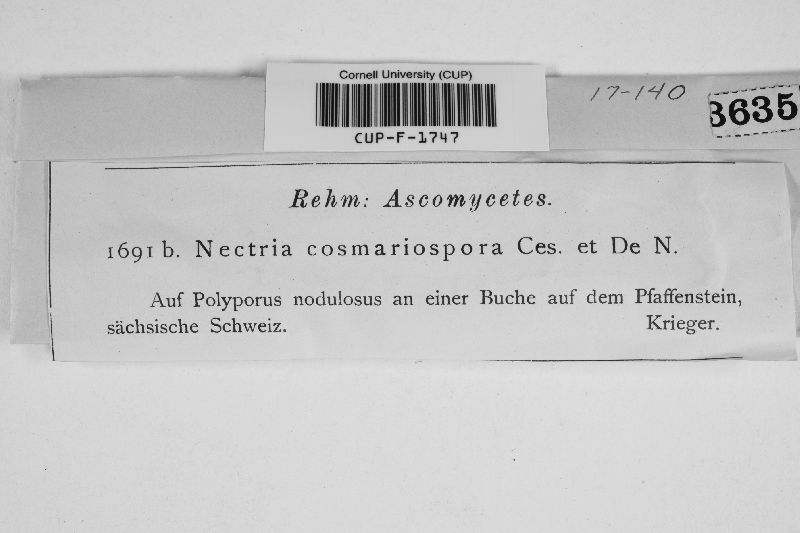 Cornell University (CUP)
CUP-F-1747
17-140
3635
Rehm: Ascomycetes.
1691 b. Nectria cosmariospora Ces. et De N.
Auf Polyporus nodulosus an einer Buche auf dem Pfaffenstein,
sächsische Schweiz. Krieger.